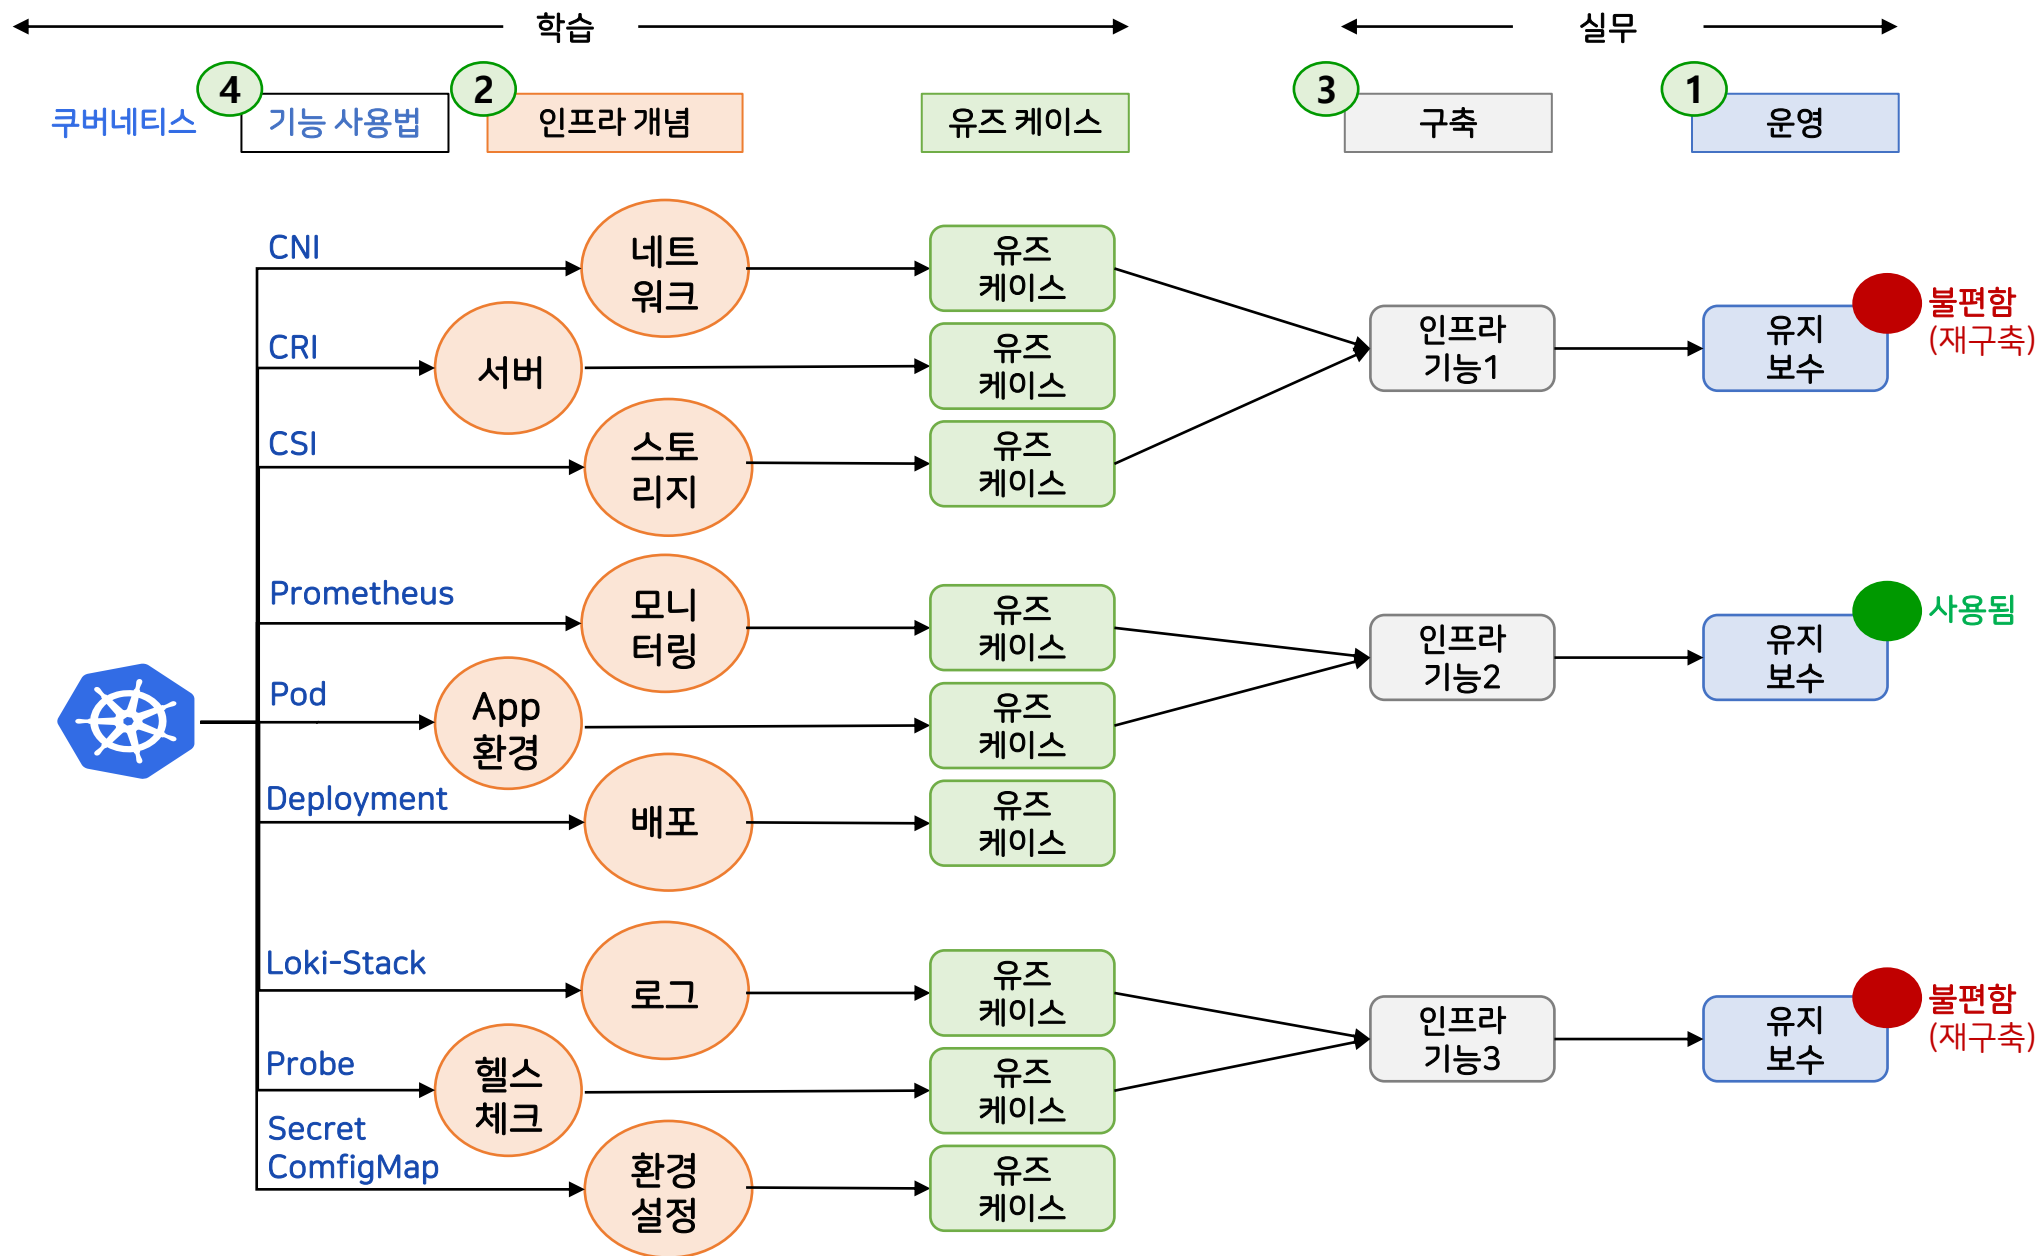 학습
실무
쿠버네티스
4
기능 사용법
2
인프라 개념
유즈 케이스
3
구축
1
운영
CNI
네트
워크
유즈
케이스
CRI
서버
유즈
케이스
인프라
기능1
유지
보수
불편함
(재구축)
CSI
스토
리지
유즈
케이스
Prometheus
모니
터링
유즈
케이스
인프라
기능2
유지
보수
사용됨
Pod
App
환경
유즈
케이스
Deployment
배포
유즈
케이스
Loki-Stack
로그
유즈
케이스
인프라
기능3
유지
보수
불편함
(재구축)
Probe
헬스
체크
유즈
케이스
Secret
ComfigMap
환경
설정
유즈
케이스